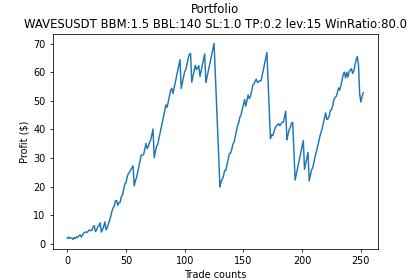 Portfolio
WAVESUSDT BBM:1.5 BBL:140 SL:1.0 TP:0.2 lev:15 WinRatio:80.0
Profit ($)
70
60
50
40
30
20
10
0
0 50 100 150 200 250
Trade counts